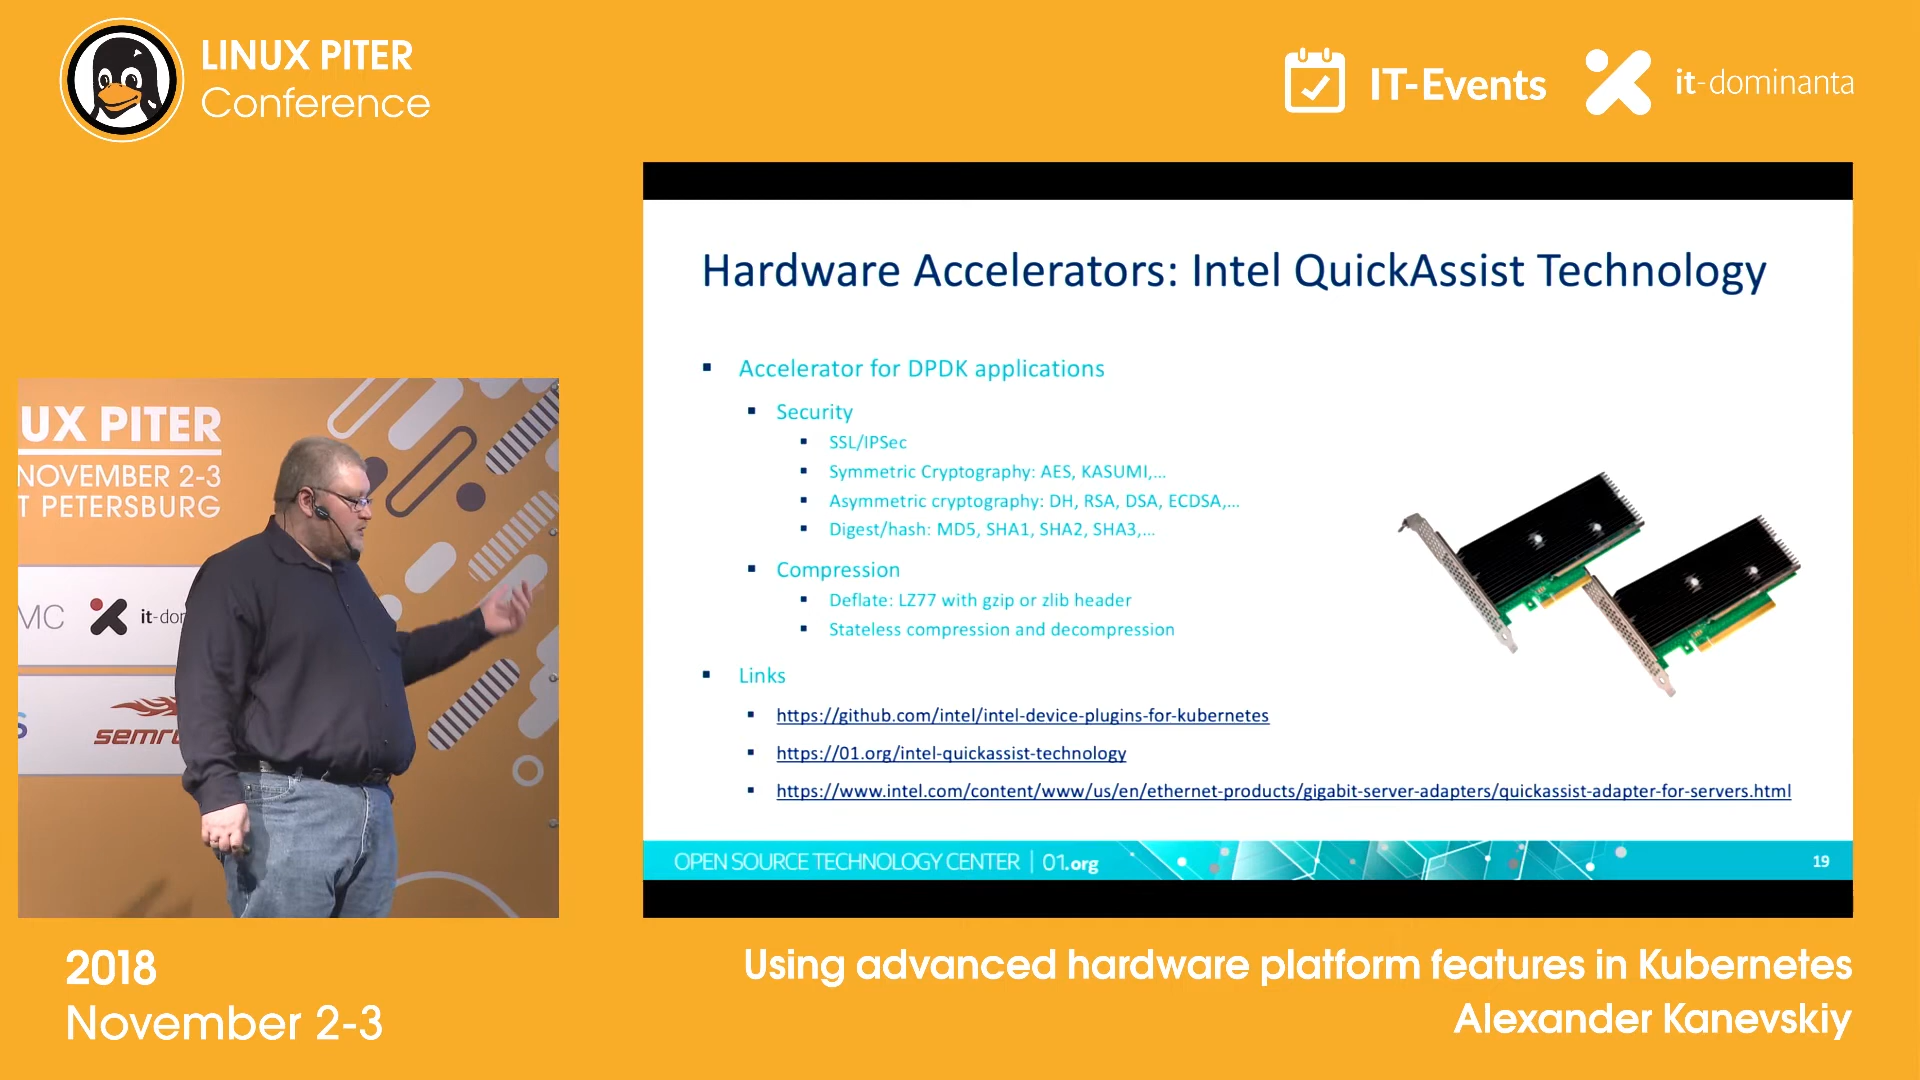 LINUX PITER
Conference
IT-Events
it-dominanta
Hardware Accelerators: Intel QuickAssist Technology
Accelerator for DPDK applications
Security
SSL/IPSec
Symmetric Cryptography: AES, KASUMI,...
Asymmetric cryptography: DH, RSA, DSA, ECDSA,...
Digest/hash: MD5, SHA1, SHA2, SHA3,...
Compression
Deflate: LZ77 with gzip or zlib header
Stateless compression and decompression
Links
https://github.com/intel/intel-device-plugins-for-kubernetes
https://01.org/intel-quickassist-technology
https://www.intel.com/content/www/us/en/ethernet-products/gigabit-server-adapters/quickassist-adapter-for-servers.html
OPEN SOURCE TECHNOLOGY CENTER | 01.org
19
UX PITER
NOVEMBER 2-3
T PETERSBURG
MC
it-dor
semru
2018
November 2-3
Using advanced hardware platform features in Kubernetes
Alexander Kanevskiy